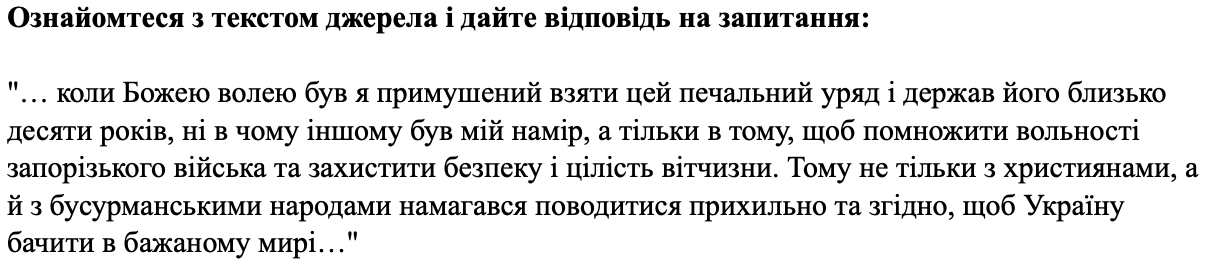 Ознайомтеся з текстом джерела і дайте відповідь на запитання:
"… коли Божею волею був я примушений взяти цей печальний уряд і держав його близько
десяти років, ні в чому іншому був мій намір, а тільки в тому, щоб помножити вольності
запорізького війська та захистити безпеку і цілість вітчизни. Тому не тільки з християнами, а
й з бусурманськими народами намагався поводитися прихильно та згідно, щоб Україну
бачити в бажаному мирі…"